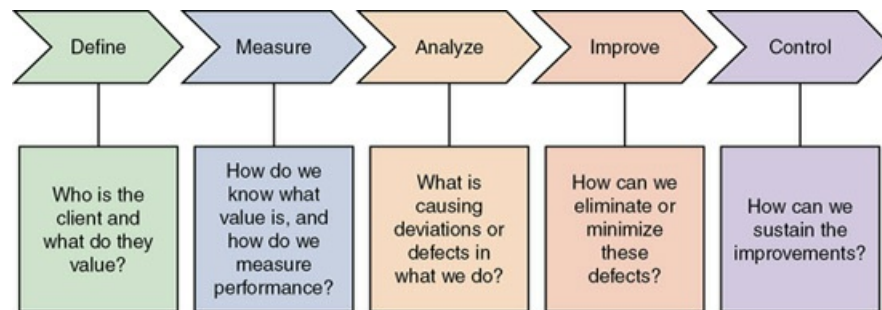 Define
Measure
Analyze
Improve
Control
Who is the
client and
what do they
value?
How do we
know what
value is, and
how do we
measure
performance?
What is
causing
deviations or
defects in
what we do?
How can we
eliminate or
minimize
these
defects?
How can we
sustain the
improvements?